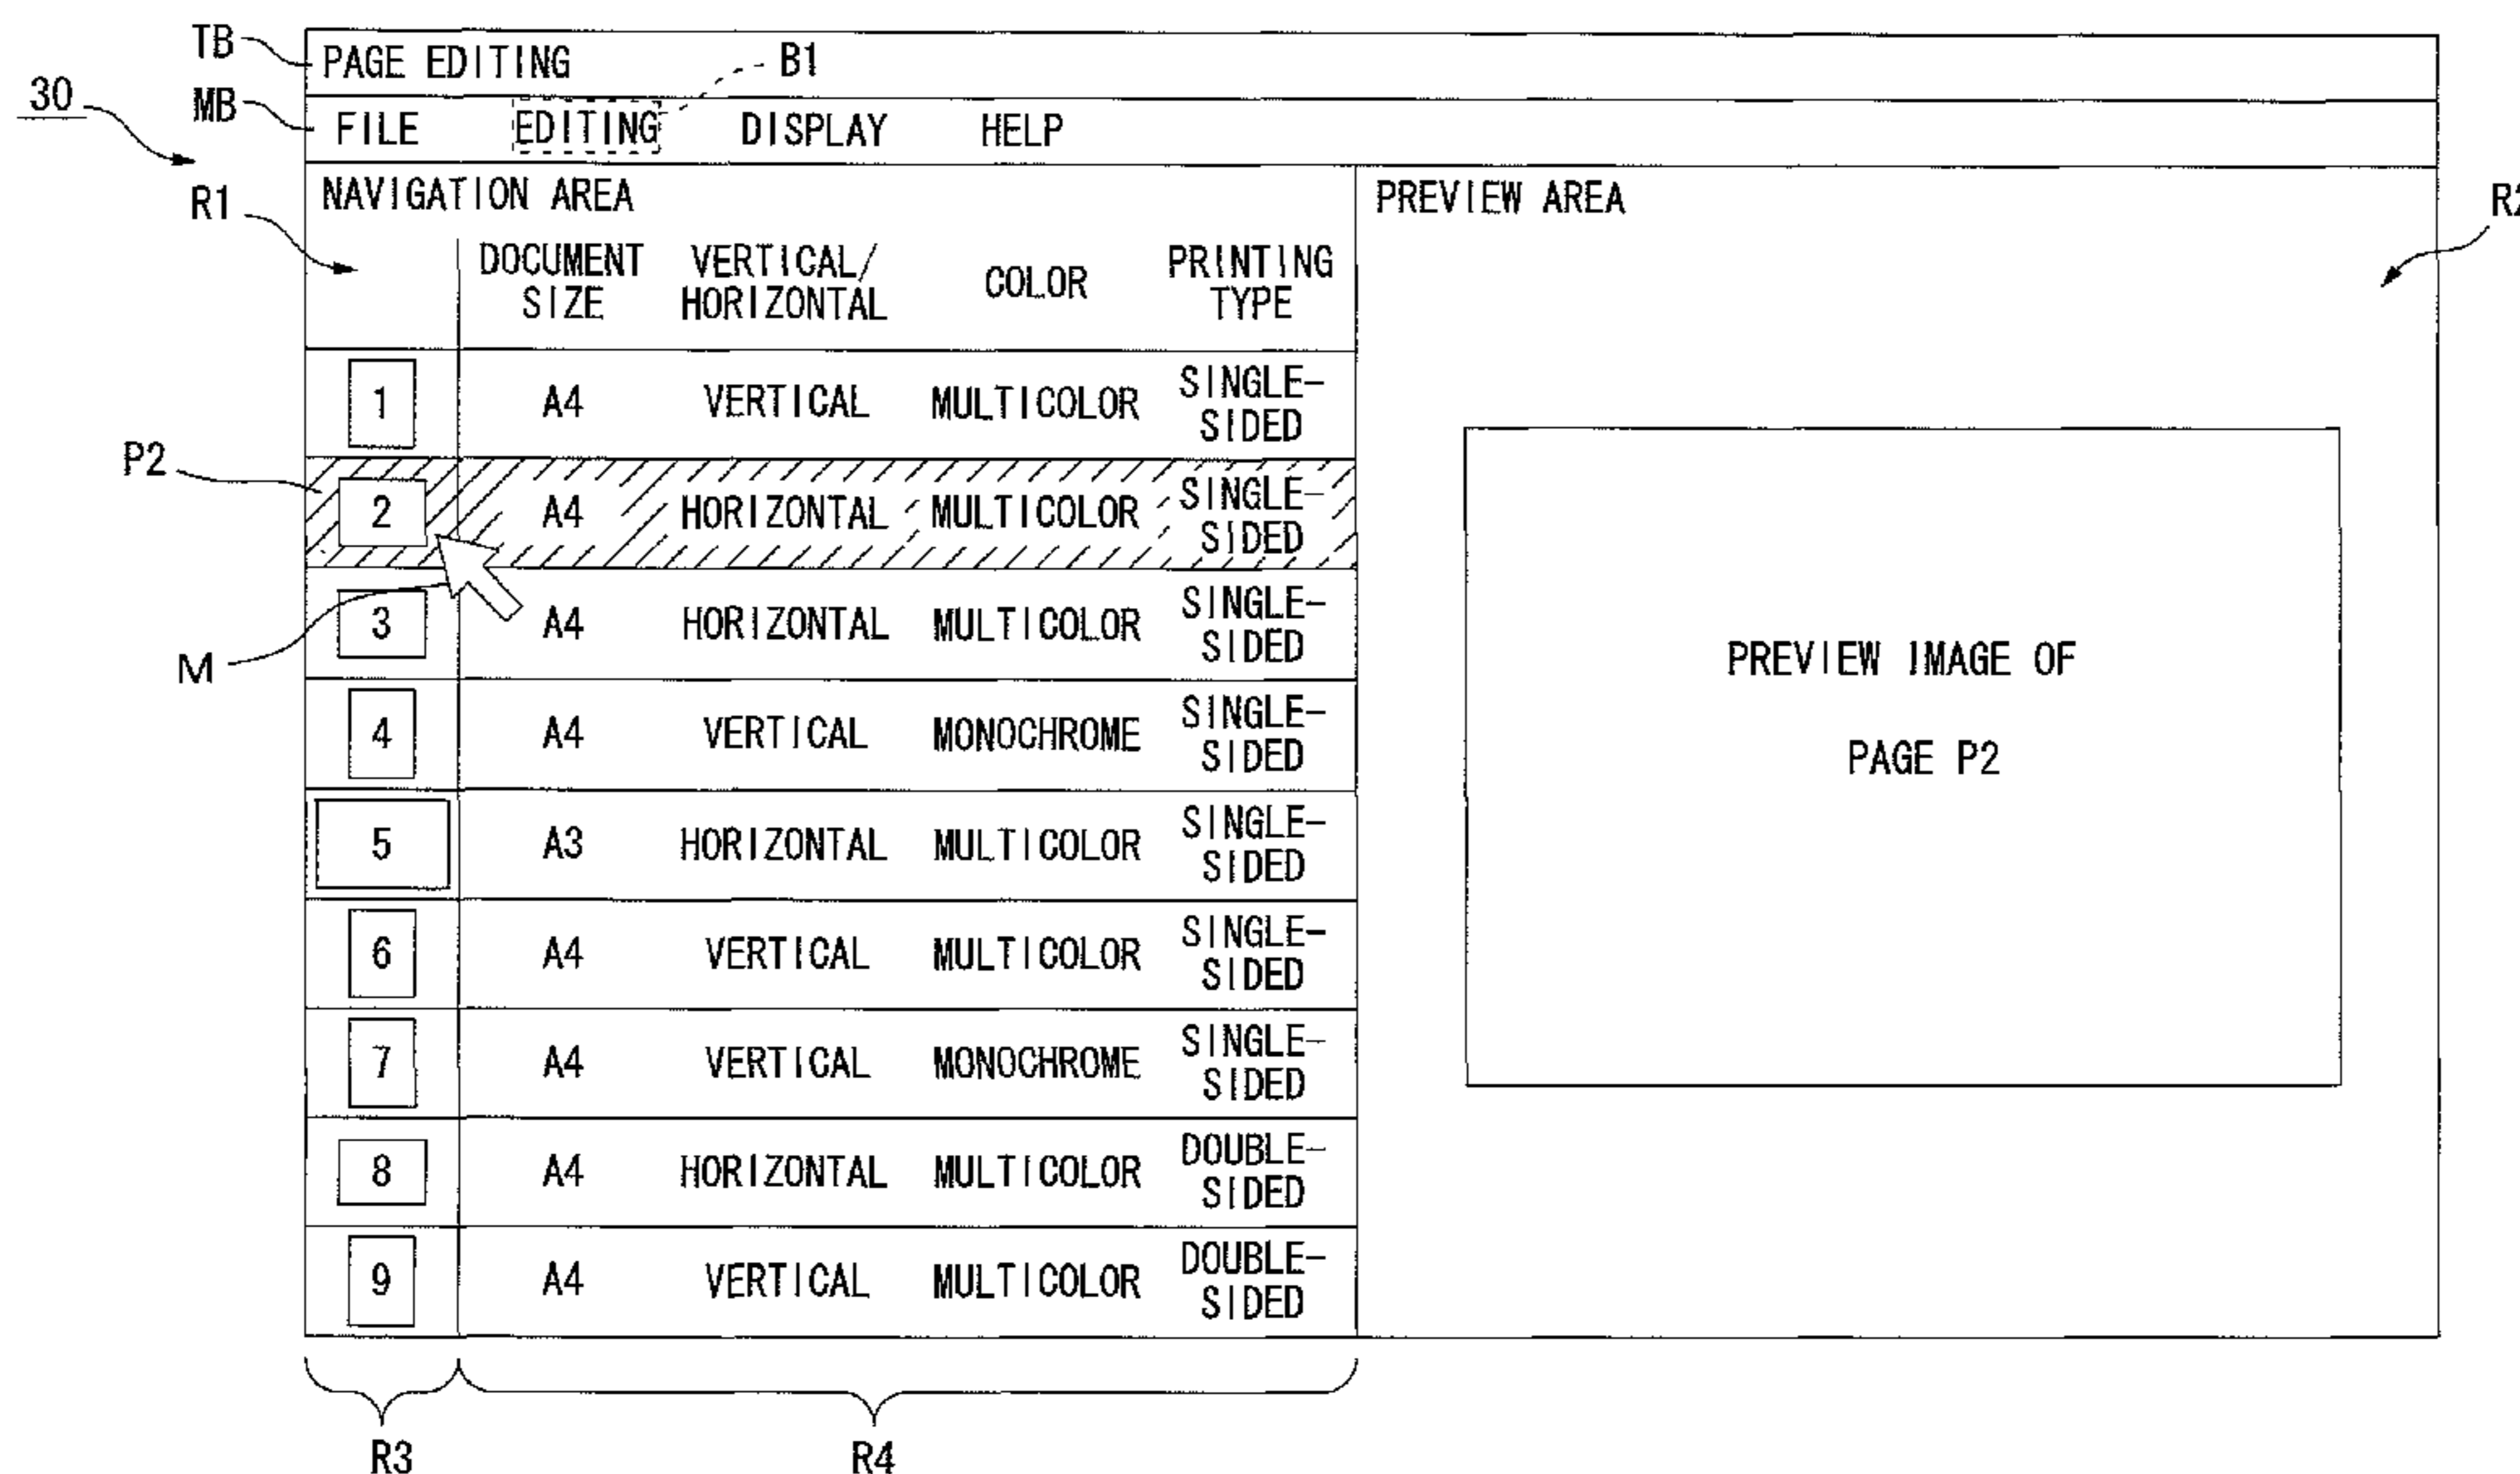 TB
PAGE EDITING
B1
30
MB
FILE EDITING DISPLAY HELP
R1
NAVIGATION AREA
PREVIEW AREA
DOCUMENT SIZE VERTICAL/HORIZONTAL COLOR PRINTING TYPE
1 A4 VERTICAL MULTICOLOR SINGLE-SIDED
P2
2 A4 HORIZONTAL MULTICOLOR SINGLE-SIDED
3 A4 HORIZONTAL MULTICOLOR SINGLE-SIDED
M
4 A4 VERTICAL MONOCHROME SINGLE-SIDED
5 A3 HORIZONTAL MULTICOLOR SINGLE-SIDED
6 A4 VERTICAL MULTICOLOR SINGLE-SIDED
7 A4 VERTICAL MONOCHROME SINGLE-SIDED
8 A4 HORIZONTAL MULTICOLOR DOUBLE-SIDED
9 A4 VERTICAL MULTICOLOR DOUBLE-SIDED
PREVIEW IMAGE OF
PAGE P2
R3
R4